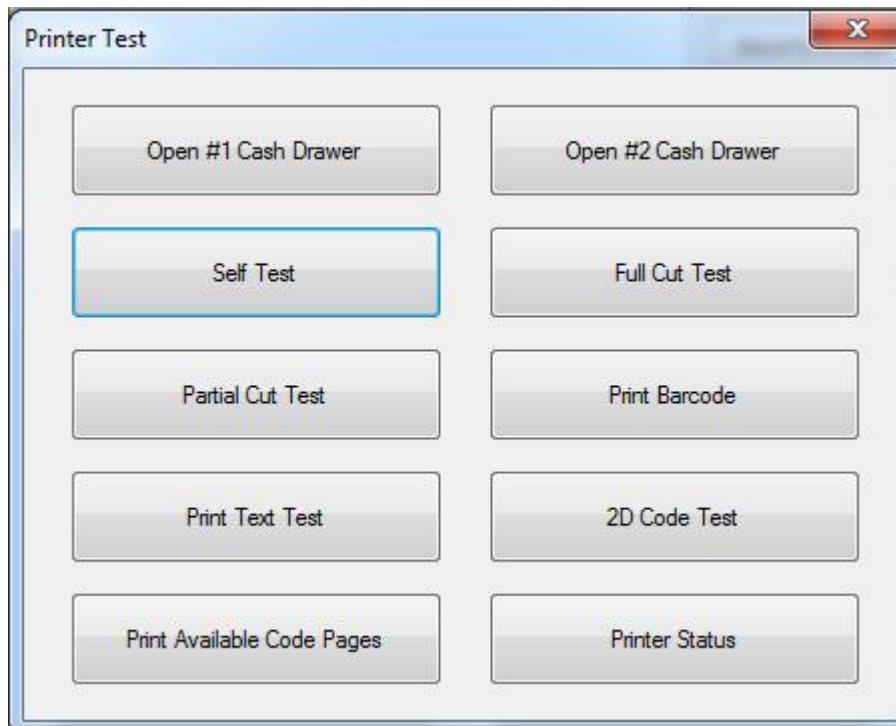 Printer Test
Open #1 Cash Drawer
Open #2 Cash Drawer
Self Test
Full Cut Test
Partial Cut Test
Print Barcode
Print Text Test
2D Code Test
Print Available Code Pages
Printer Status